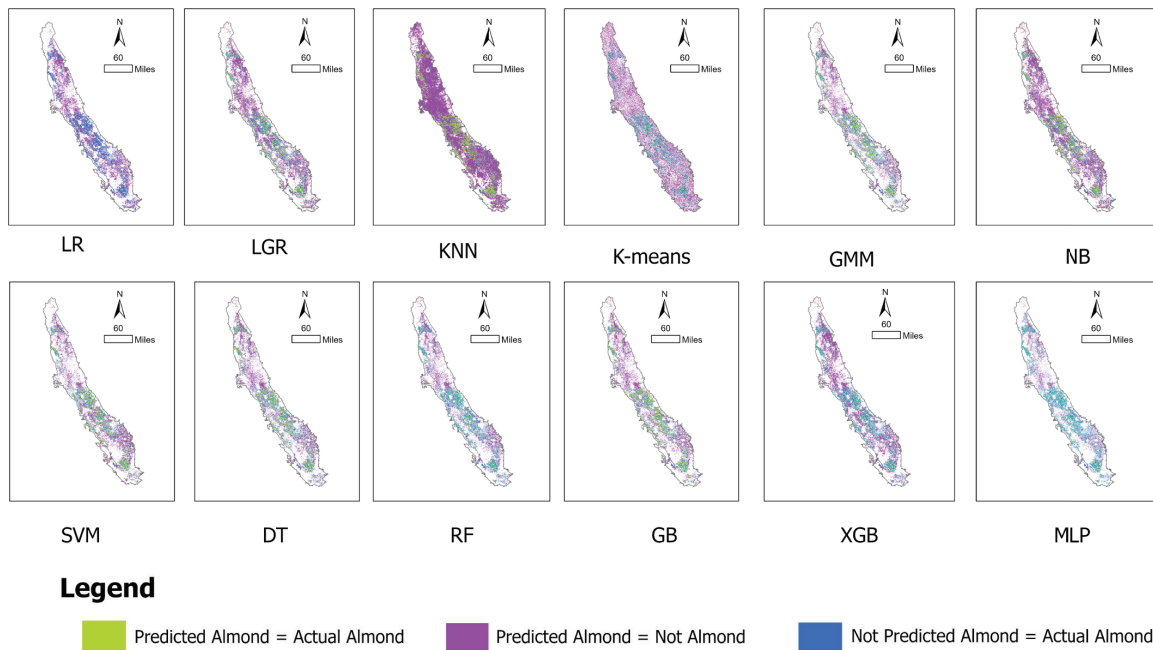 N N N N N N
60 60 60 60 60 60
Miles Miles Miles Miles Miles Miles
LR LGR KNN K-means GMM NB
N N N N N N
60 60 60 60 60 60
Miles Miles Miles Miles Miles Miles
SVM DT RF GB XGB MLP
Legend
Predicted Almond = Actual Almond Predicted Almond = Not Almond Not Predicted Almond = Actual Almond